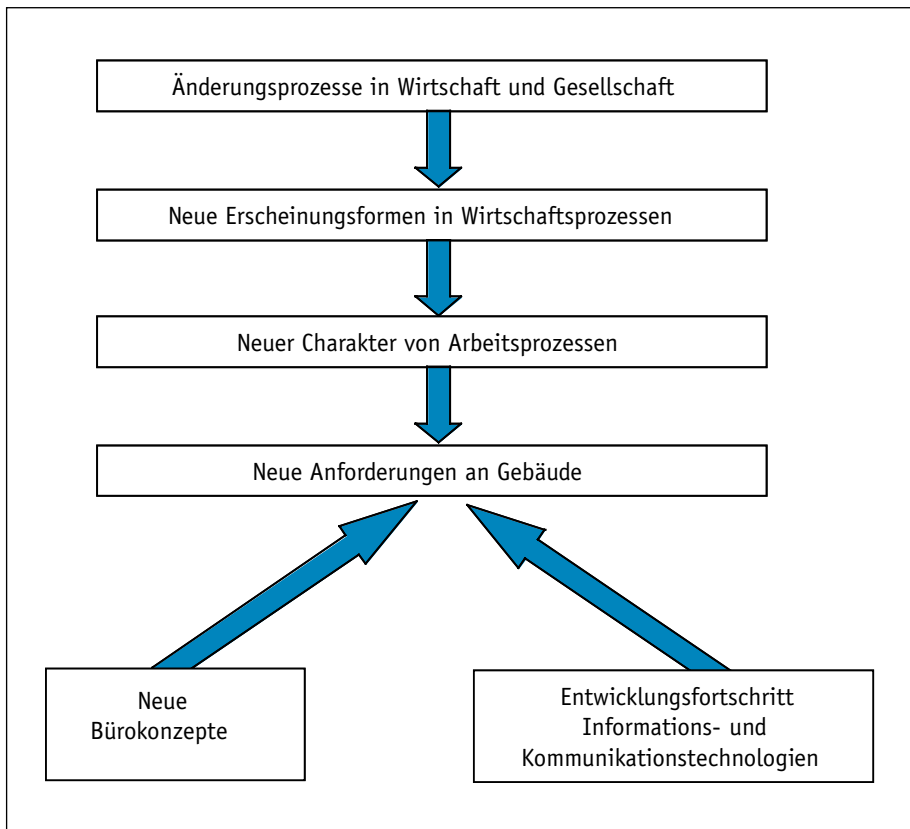 Änderungsprozesse in Wirtschaft und Gesellschaft
Neue Erscheinungsformen in Wirtschaftsprozessen
Neuer Charakter von Arbeitsprozessen
Neue Anforderungen an Gebäude
Neue
Bürokonzepte
Entwicklungsfortschritt
Informations- und
Kommunikationstechnologien